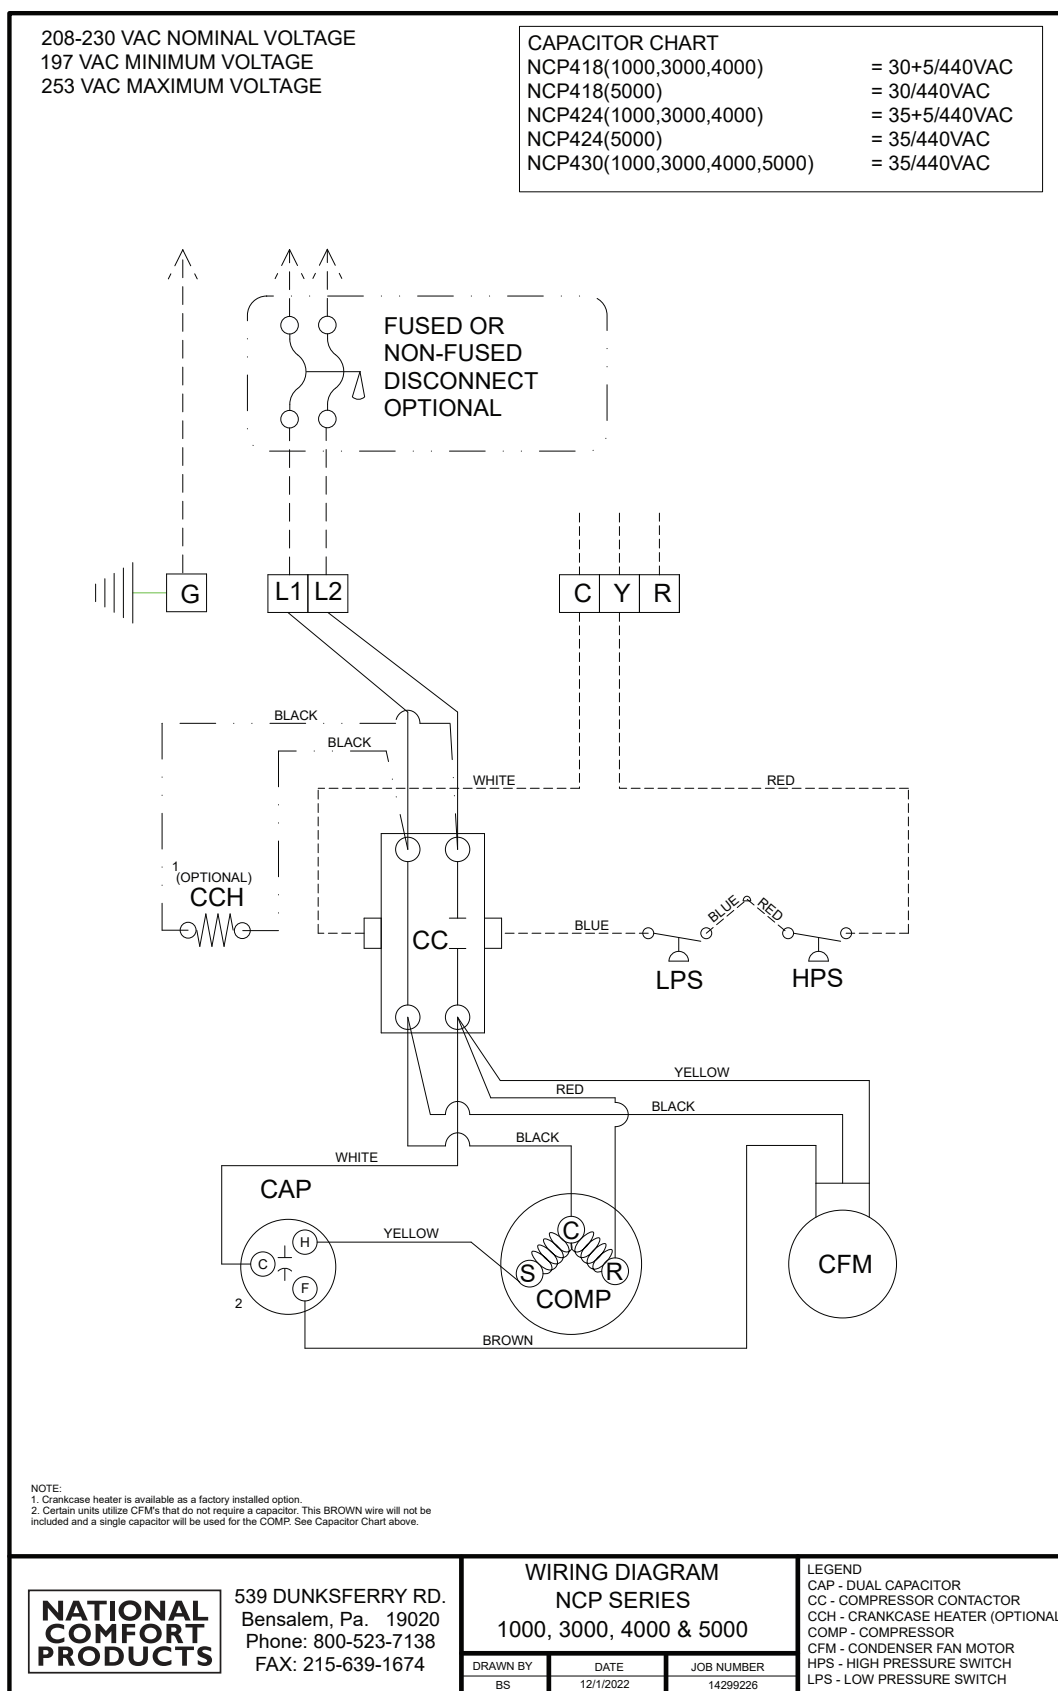 208-230 VAC NOMINAL VOLTAGE
197 VAC MINIMUM VOLTAGE
253 VAC MAXIMUM VOLTAGE
CAPACITOR CHART
NCP418(1000,3000,4000) = 30+5/440VAC
NCP418(5000) = 30/440VAC
NCP424(1000,3000,4000) = 35+5/440VAC
NCP424(5000) = 35/440VAC
NCP430(1000,3000,4000,5000) = 35/440VAC
FUSED OR
NON-FUSED
DISCONNECT
OPTIONAL
G L1 L2 C Y R
BLACK
BLACK
WHITE RED
1
(OPTIONAL)
CCH
CC
BLUE
BLUE
RED
LPS HPS
YELLOW
RED
BLACK
BLACK
WHITE
CAP
YELLOW
H
C
F
2
C
S R
COMP
CFM
BROWN
NOTE:
1. Crankcase heater is available as a factory installed option.
2. Certain units utilize CFM's that do not require a capacitor. This BROWN wire will not be
included and a single capacitor will be used for the COMP. See Capacitor Chart above.
NATIONAL
COMFORT
PRODUCTS
539 DUNKSFERRY RD.
Bensalem, Pa. 19020
Phone: 800-523-7138
FAX: 215-639-1674
WIRING DIAGRAM
NCP SERIES
1000, 3000, 4000 & 5000
DRAWN BY DATE JOB NUMBER
BS 12/1/2022 14299226
LEGEND
CAP - DUAL CAPACITOR
CC - COMPRESSOR CONTACTOR
CCH - CRANKCASE HEATER (OPTIONAL
COMP - COMPRESSOR
CFM - CONDENSER FAN MOTOR
HPS - HIGH PRESSURE SWITCH
LPS - LOW PRESSURE SWITCH